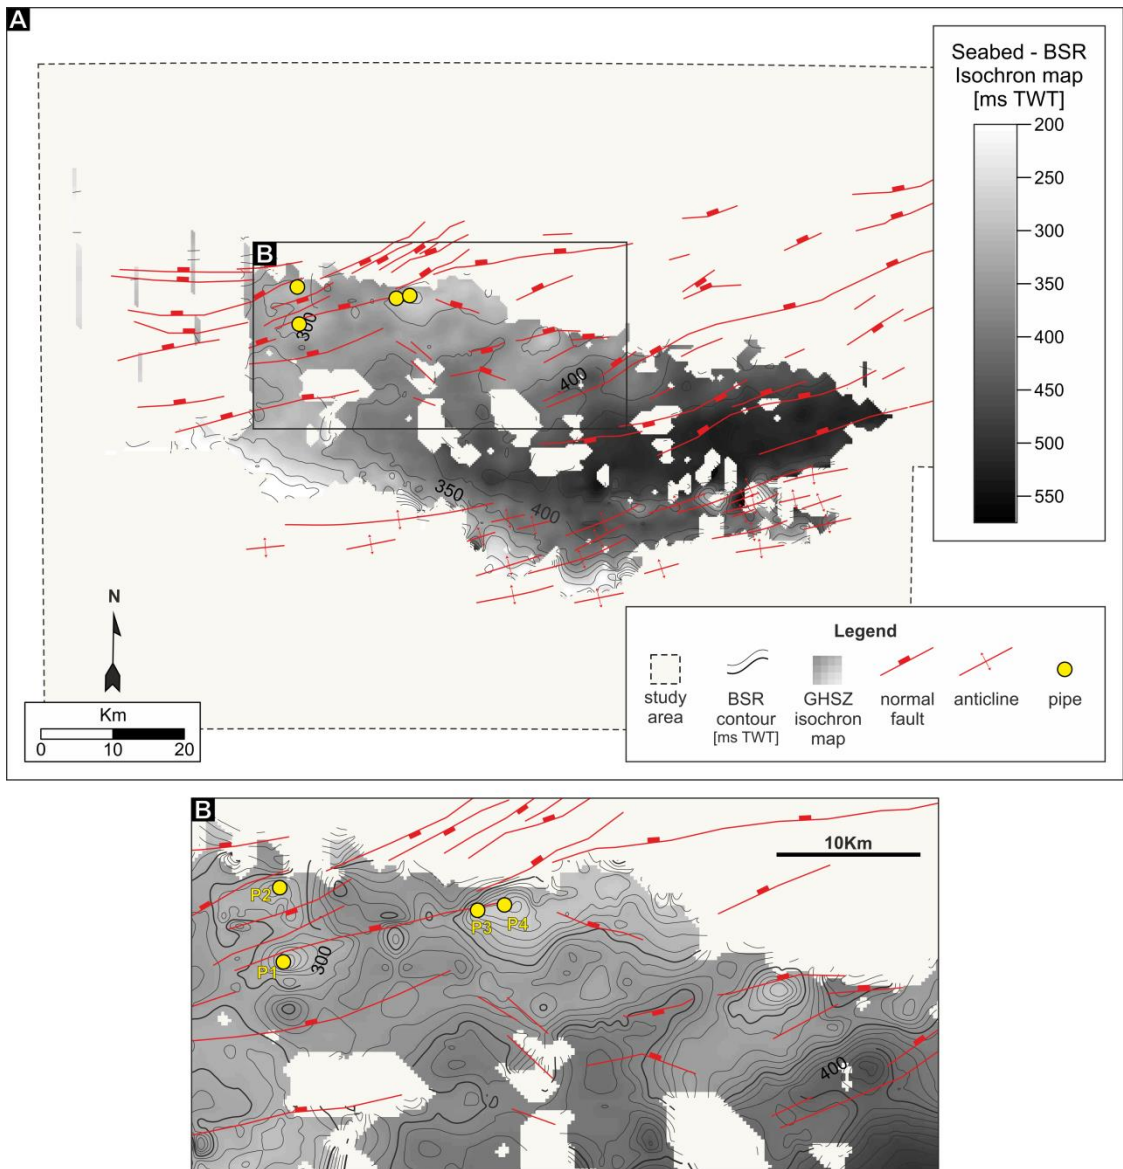 A
Seabed - BSR
Isochron map
[ms TWT]
200
250
300
350
400
450
500
550
B
300
400
350
400
N
Km
0 10 20
Legend
study
area
BSR
contour
[ms TWT]
GHSZ
isochron
map
normal
fault
anticline
pipe
B
10Km
P2
P3
P4
P1
300
400